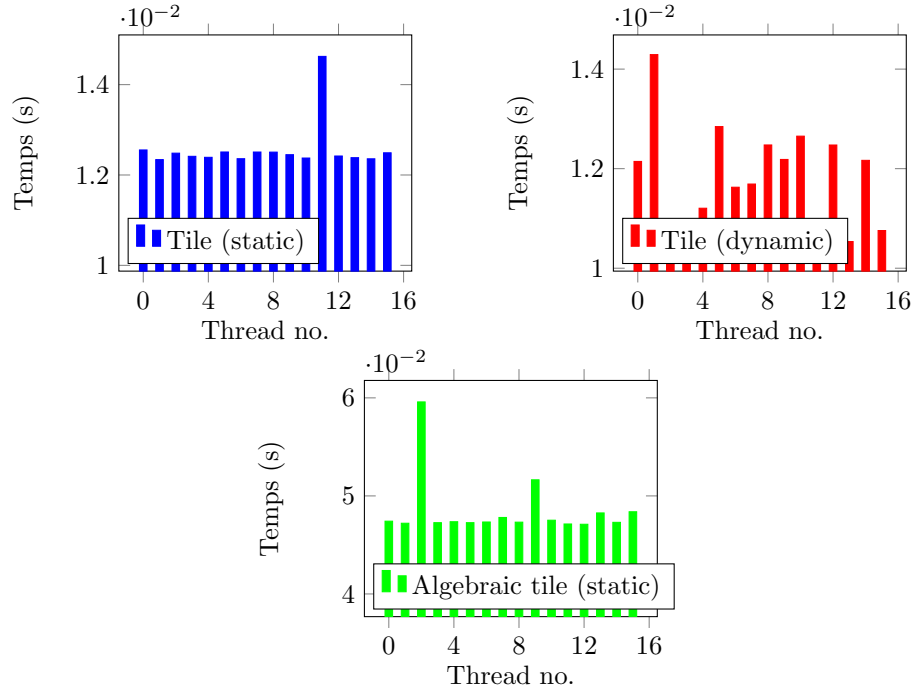 ·10⁻²
Temps (s)
1.4
1.2
1
Tile (static)
0 4 8 12 16
Thread no.
·10⁻²
Temps (s)
1.4
1.2
1
Tile (dynamic)
0 4 8 12 16
Thread no.
·10⁻²
Temps (s)
6
5
4
Algebraic tile (static)
0 4 8 12 16
Thread no.